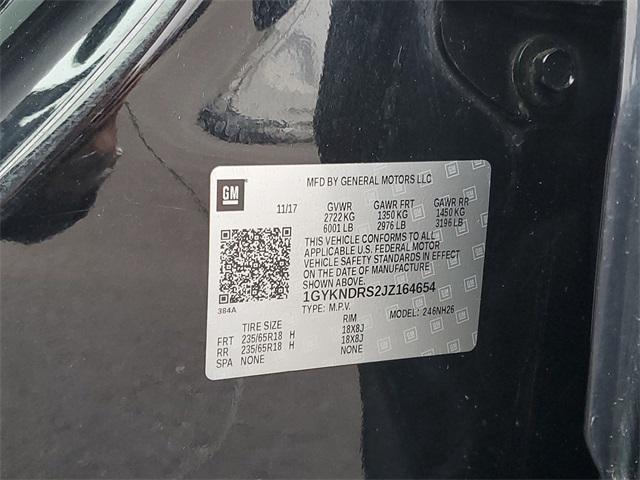 GM
MFD BY GENERAL MOTORS LLC
11/17 GVWR GAWR FRT GAWR RR
2722 KG 1350 KG 1450 KG
6001 LB 2976 LB 3196 LB
THIS VEHICLE CONFORMS TO ALL
APPLICABLE U.S. FEDERAL MOTOR
VEHICLE SAFETY STANDARDS IN EFFECT
ON THE DATE OF MANUFACTURE
SHOWN ABOVE.
1GYKNDRS2JZ164654
384A
TYPE: M.P.V. MODEL: 246NH26
TIRE SIZE RIM
FRT 235/65R18 H 18X8J
RR 235/65R18 H 18X8J
SPA NONE NONE